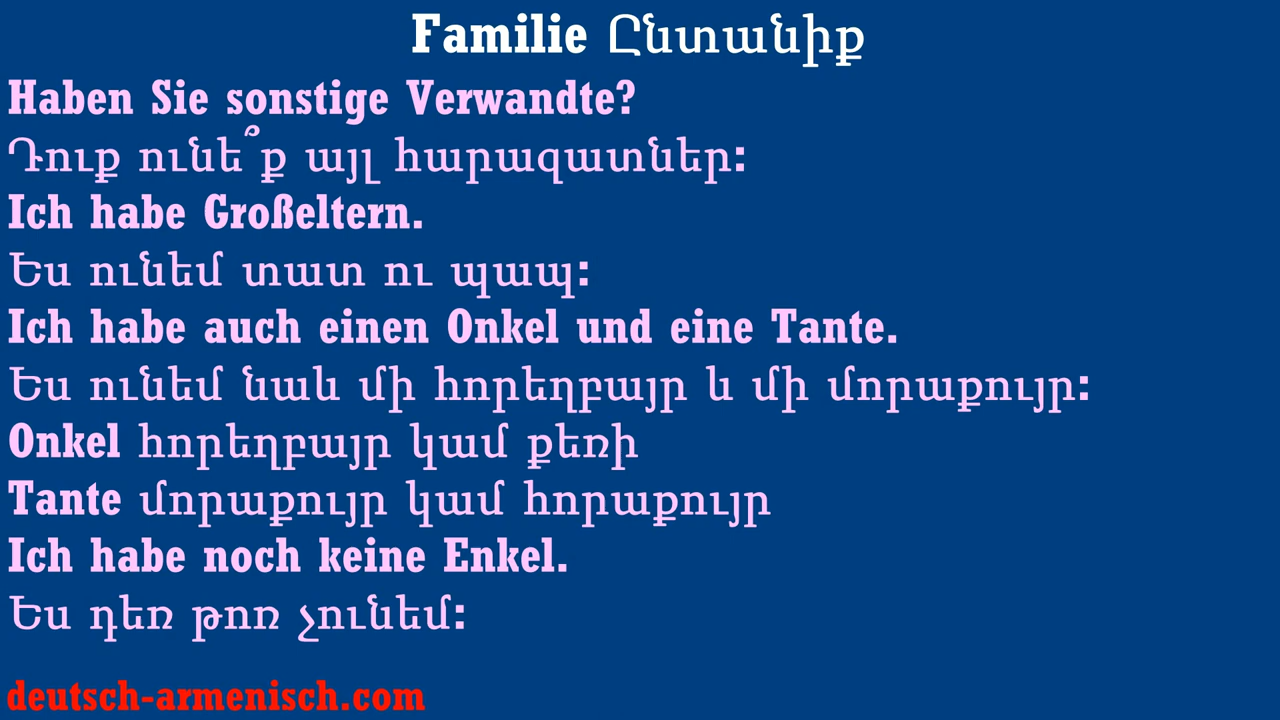 Familie Ընտանիք
Haben Sie sonstige Verwandte?
Դուք ունե՞ք այլ հարազատներ:
Ich habe Großeltern.
Ես ունեմ տատ ու պապ:
Ich habe auch einen Onkel und eine Tante.
Ես ունեմ նաև մի հորեղբայր և մի մորաքույր:
Onkel հորեղբայր կամ քեռի
Tante մորաքույր կամ հորաքույր
Ich habe noch keine Enkel.
Ես դեռ թոռ չունեմ:
deutsch-armenisch.com